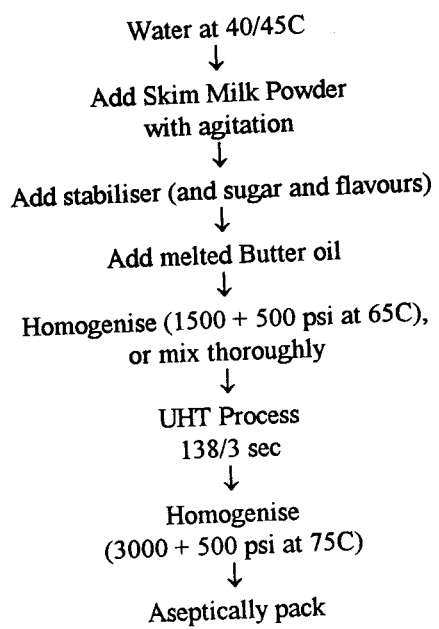 Water at 40/45C
↓
Add Skim Milk Powder
with agitation
↓
Add stabiliser (and sugar and flavours)
↓
Add melted Butter oil
↓
Homogenise (1500 + 500 psi at 65C),
or mix thoroughly
↓
UHT Process
138/3 sec
↓
Homogenise
(3000 + 500 psi at 75C)
↓
Aseptically pack